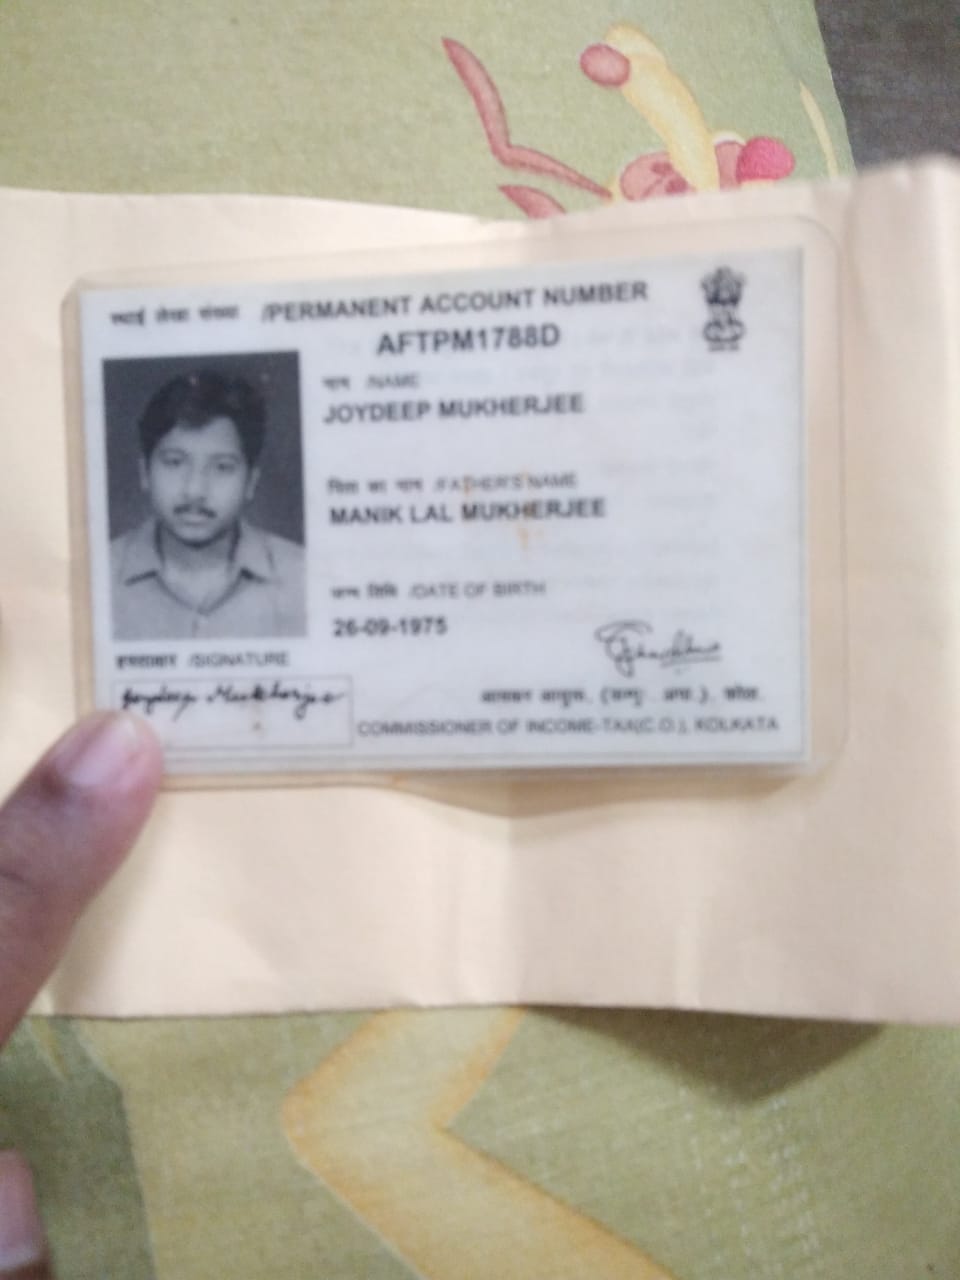 स्थाई लेखा संख्या /PERMANENT ACCOUNT NUMBER
AFTPM1788D
नाम /NAME
JOYDEEP MUKHERJEE
पिता का नाम /FATHER'S NAME
MANIK LAL MUKHERJEE
जन्म तिथि /DATE OF BIRTH
26-09-1975
हस्ताक्षर /SIGNATURE
Joydeep Mukherjee
आयकर आयुक्त, (कम्प्यू. अप्रा.), कोल.
COMMISSIONER OF INCOME-TAX(C.O.), KOLKATA